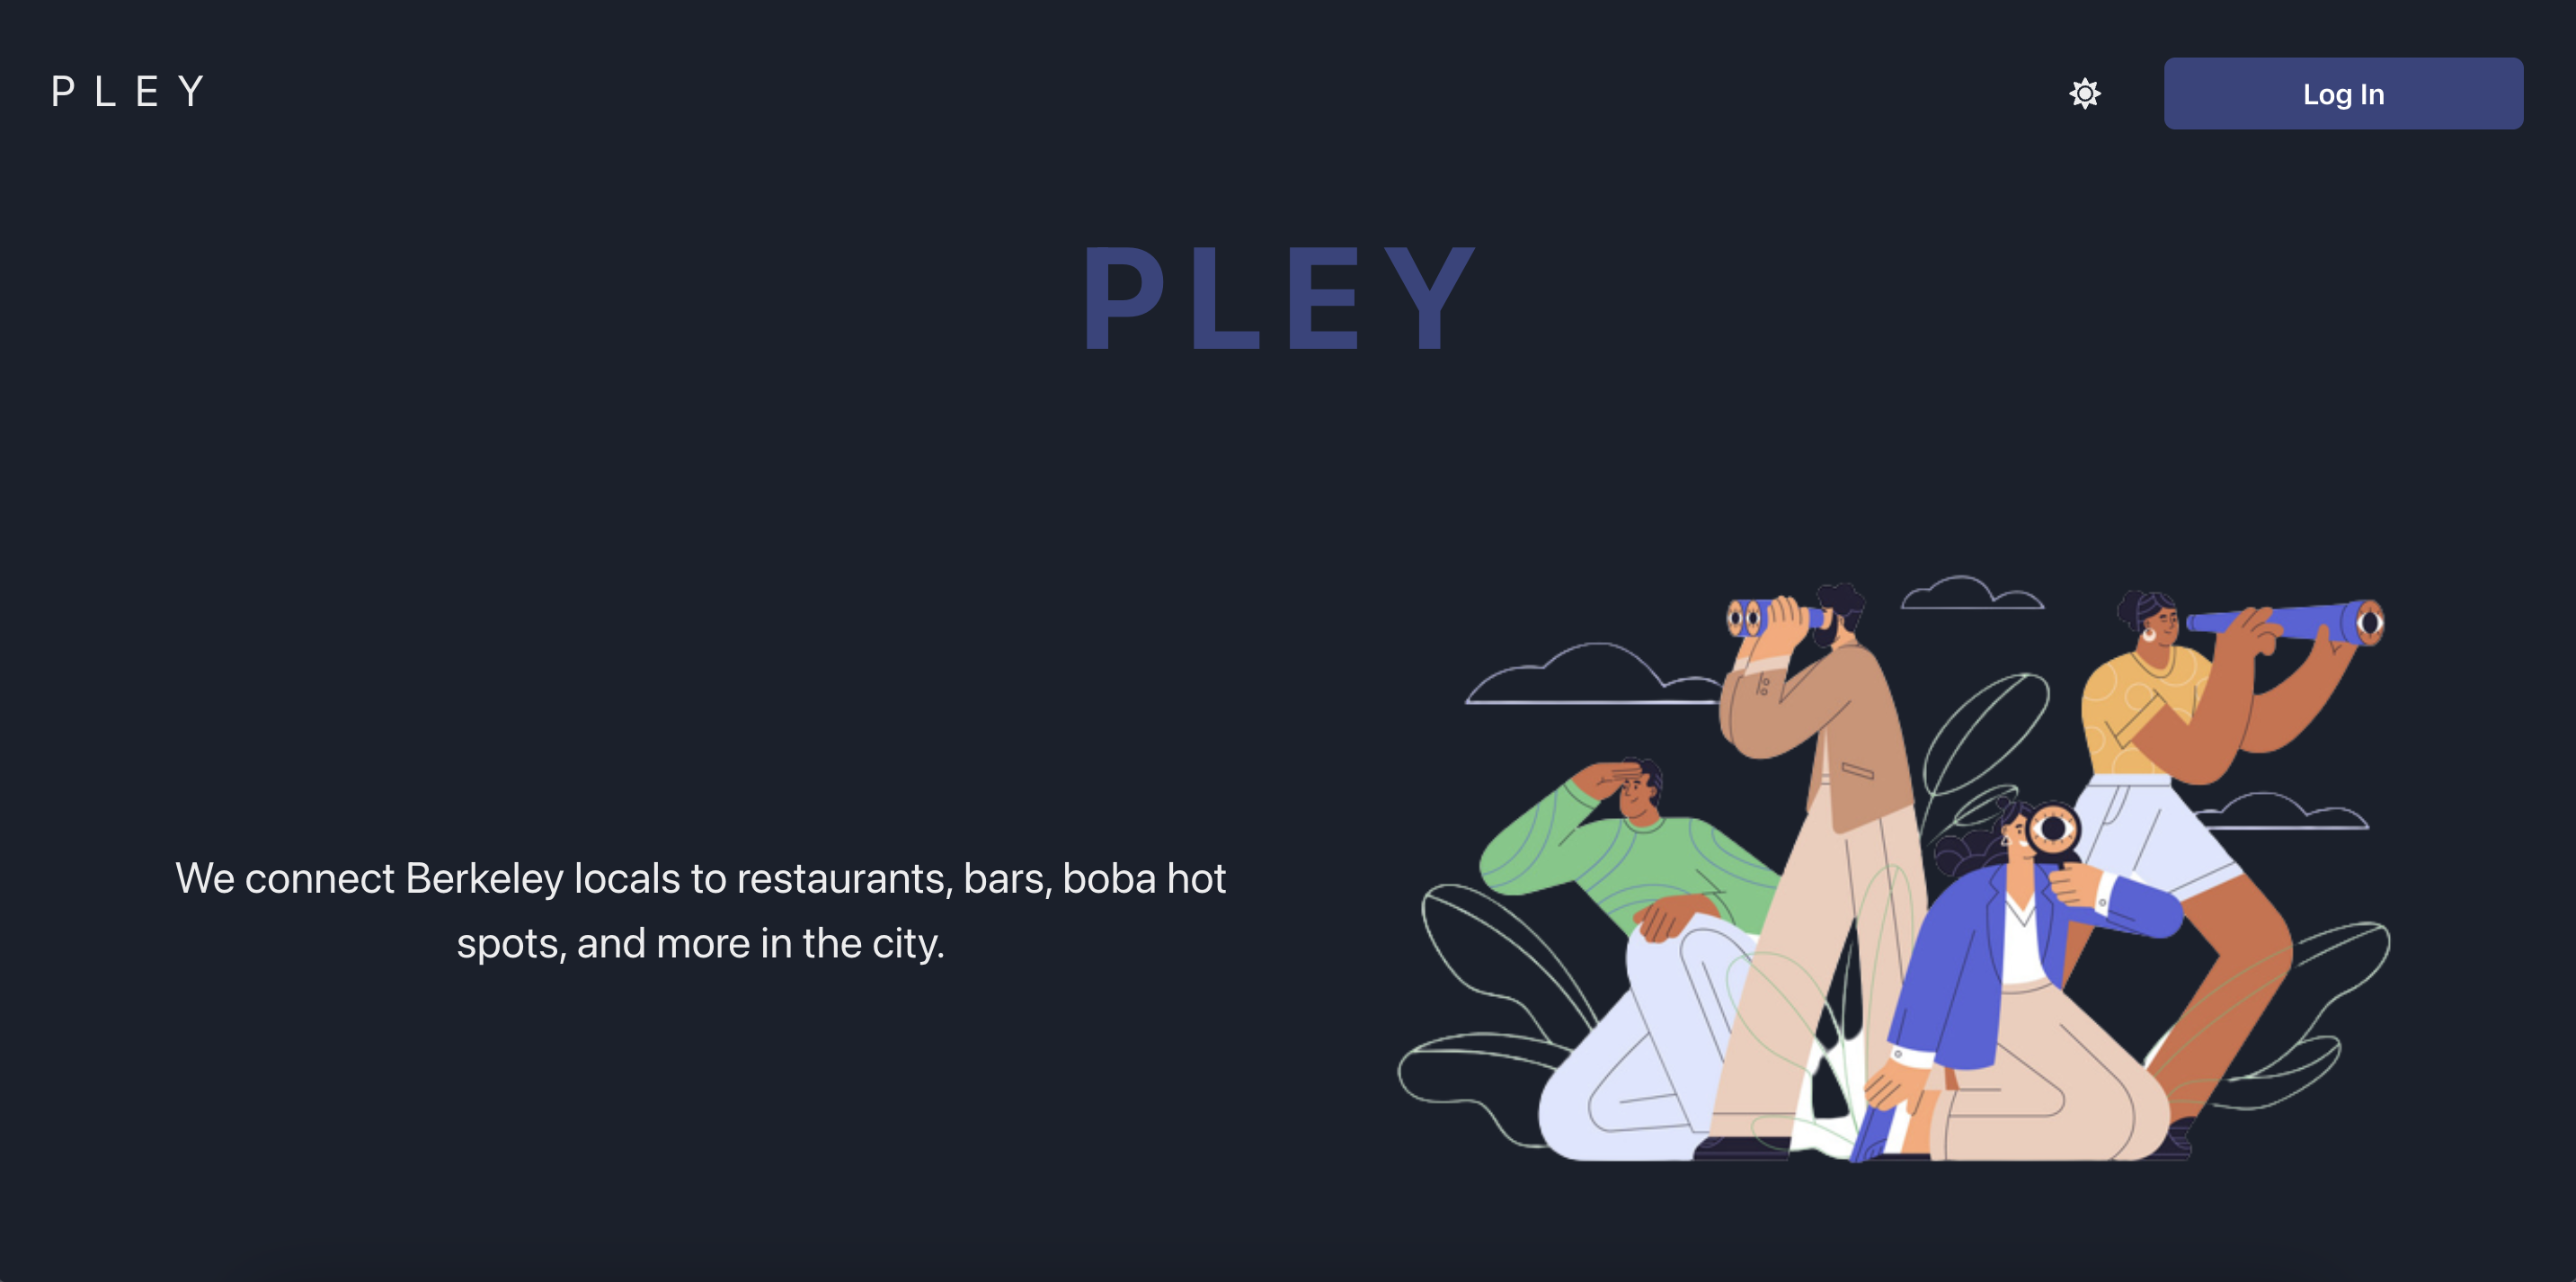 PLEY
Log In
PLEY
We connect Berkeley locals to restaurants, bars, boba hot
spots, and more in the city.